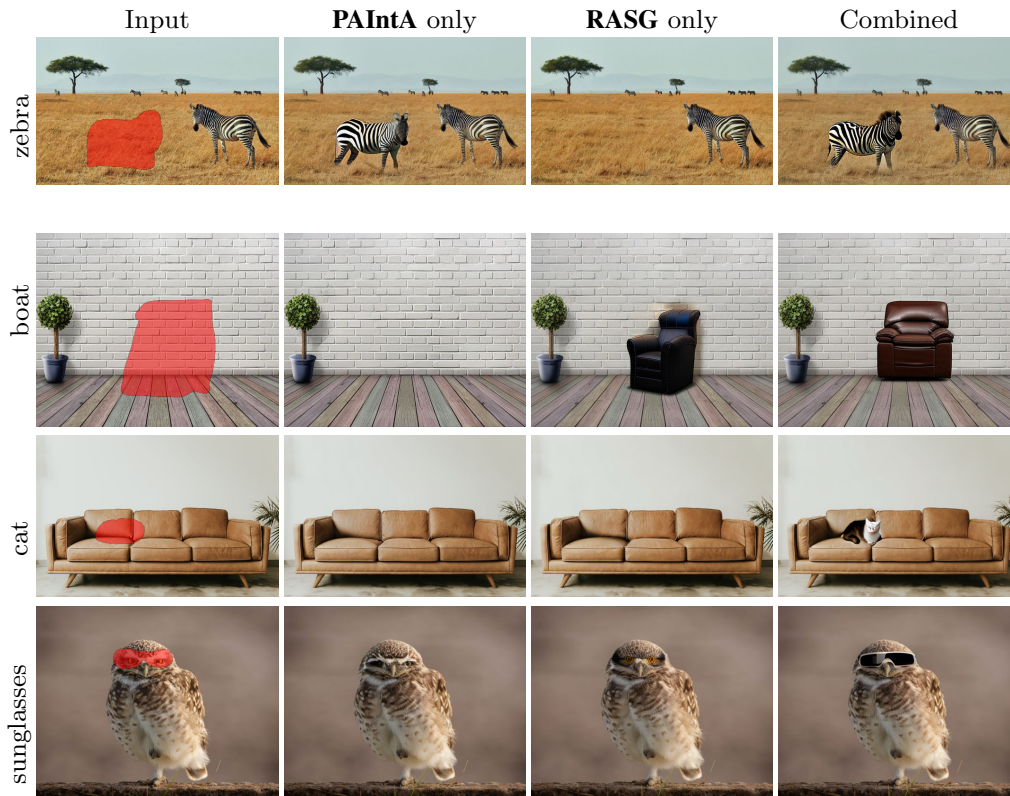 Input PAIntA only RASG only Combined
zebra
boat
cat
sunglasses